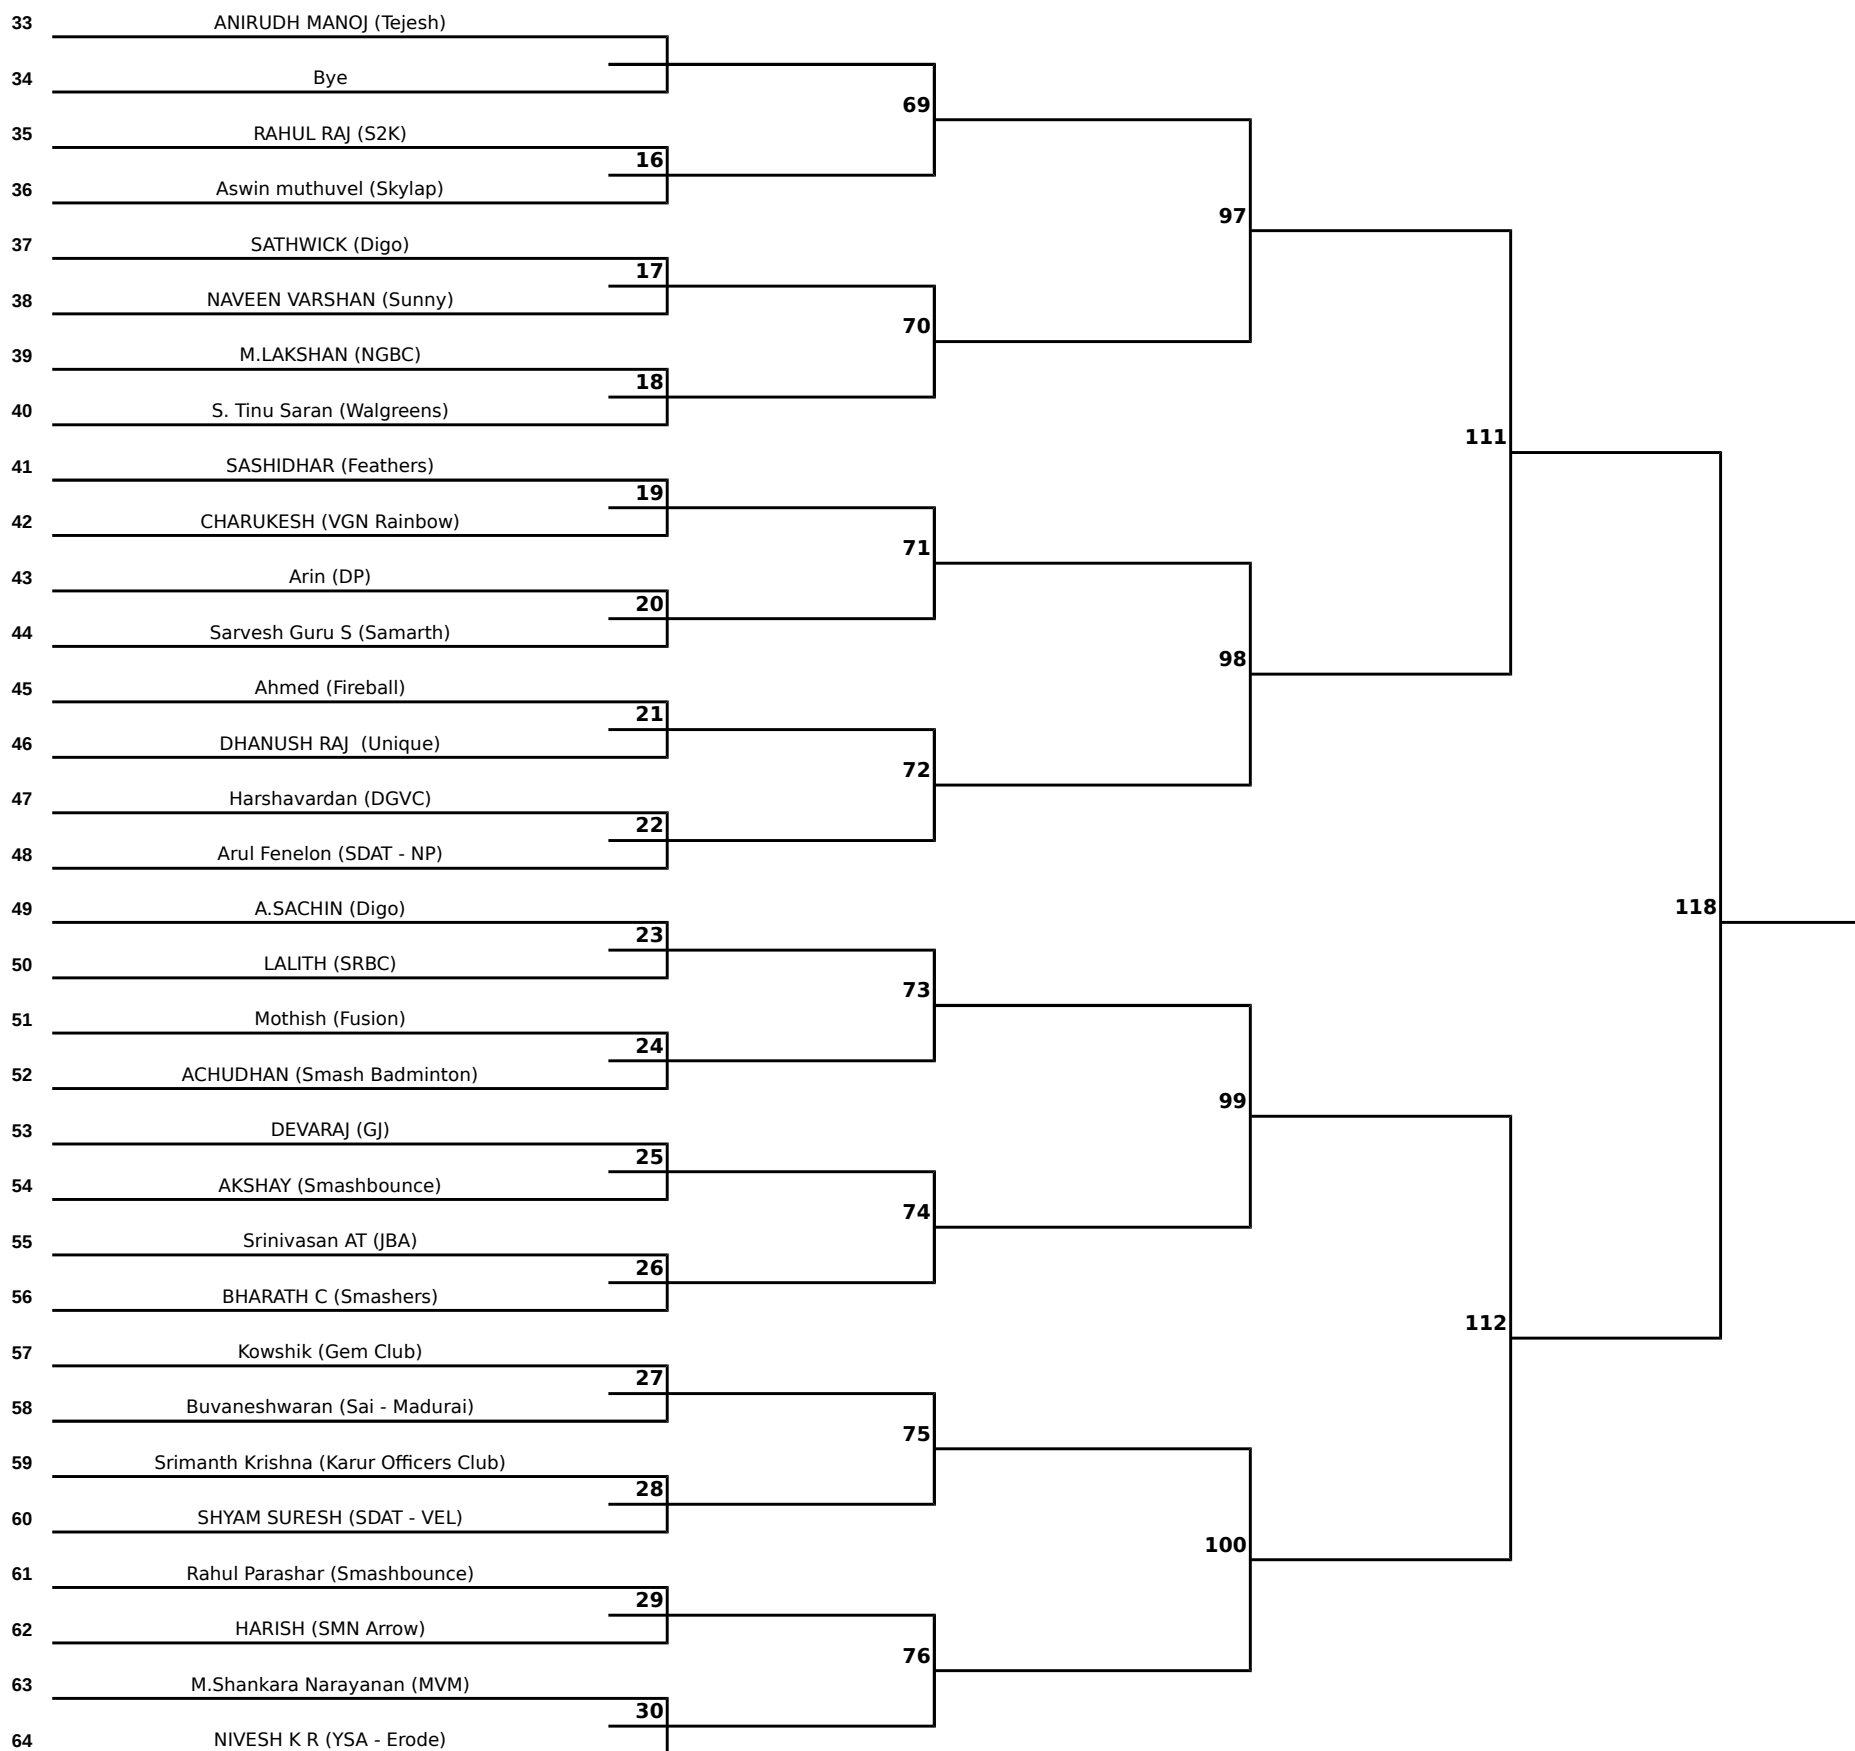 33 ANIRUDH MANOJ (Tejesh)
34 Bye
69
35 RAHUL RAJ (S2K)
16
36 Aswin muthuvel (Skylap)
97
37 SATHWICK (Digo)
17
38 NAVEEN VARSHAN (Sunny)
70
39 M.LAKSHAN (NGBC)
18
40 S. Tinu Saran (Walgreens)
111
41 SASHIDHAR (Feathers)
19
42 CHARUKESH (VGN Rainbow)
71
43 Arin (DP)
20
44 Sarvesh Guru S (Samarth)
98
45 Ahmed (Fireball)
21
46 DHANUSH RAJ  (Unique)
72
47 Harshavardan (DGVC)
22
48 Arul Fenelon (SDAT - NP)
118
49 A.SACHIN (Digo)
23
50 LALITH (SRBC)
73
51 Mothish (Fusion)
24
52 ACHUDHAN (Smash Badminton)
99
53 DEVARAJ (GJ)
25
54 AKSHAY (Smashbounce)
74
55 Srinivasan AT (JBA)
26
56 BHARATH C (Smashers)
112
57 Kowshik (Gem Club)
27
58 Buvaneshwaran (Sai - Madurai)
75
59 Srimanth Krishna (Karur Officers Club)
28
60 SHYAM SURESH (SDAT - VEL)
100
61 Rahul Parashar (Smashbounce)
29
62 HARISH (SMN Arrow)
76
63 M.Shankara Narayanan (MVM)
30
64 NIVESH K R (YSA - Erode)